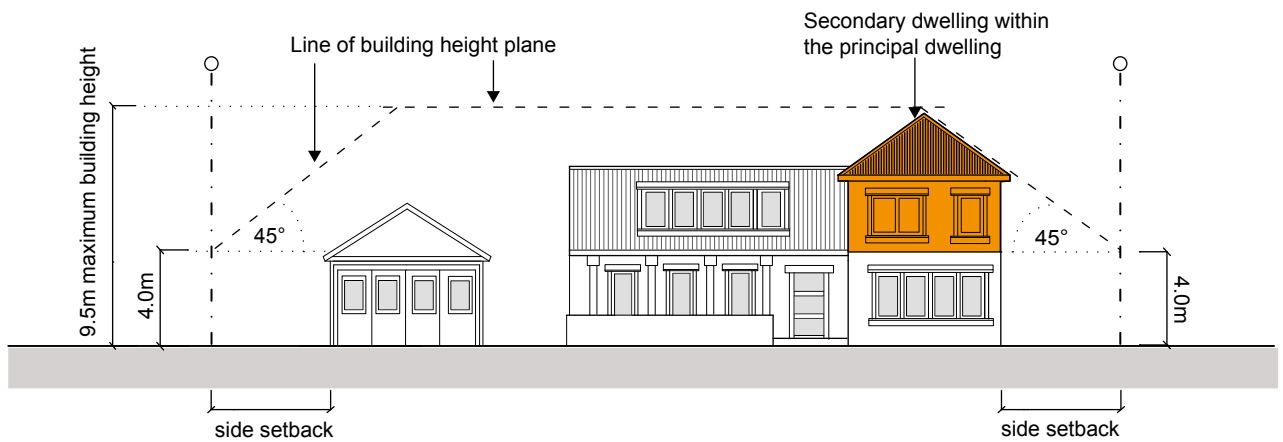 Secondary dwelling within
the principal dwelling
Line of building height plane
9.5m maximum building height
4.0m
45°
45°
4.0m
side setback
side setback